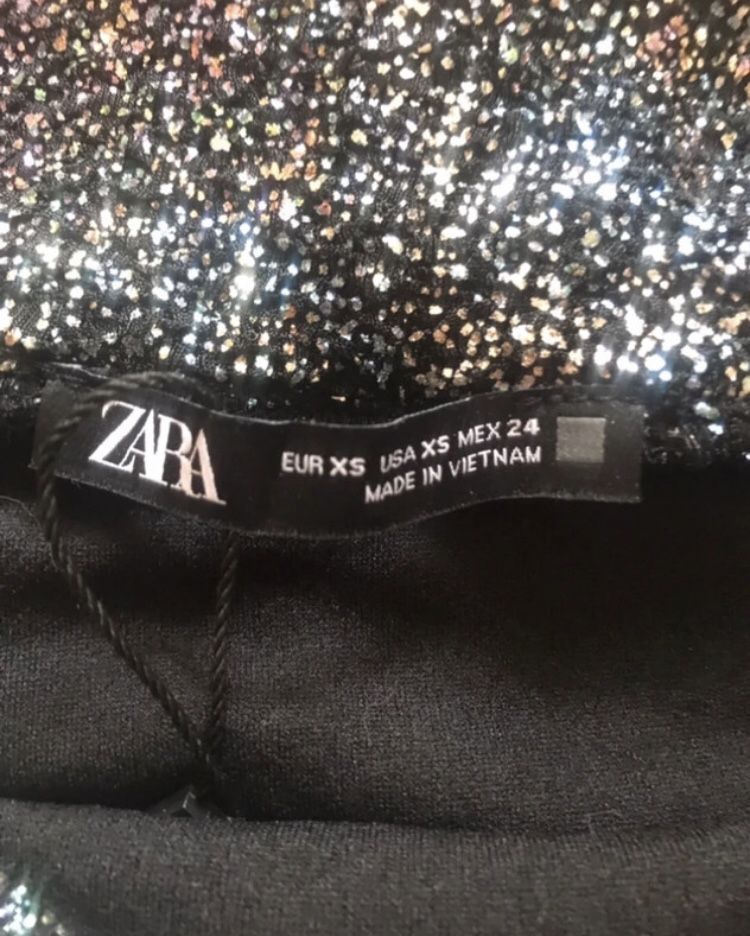 ZARA
EUR XS USA XS MEX 24
MADE IN VIETNAM